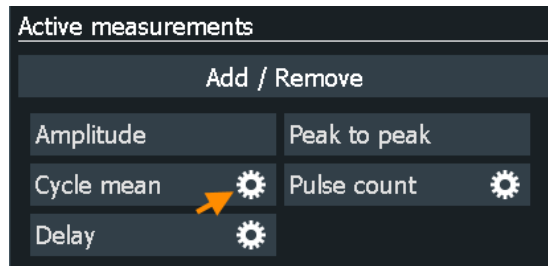 Active measurements
Add / Remove
Amplitude
Peak to peak
Cycle mean
Pulse count
Delay